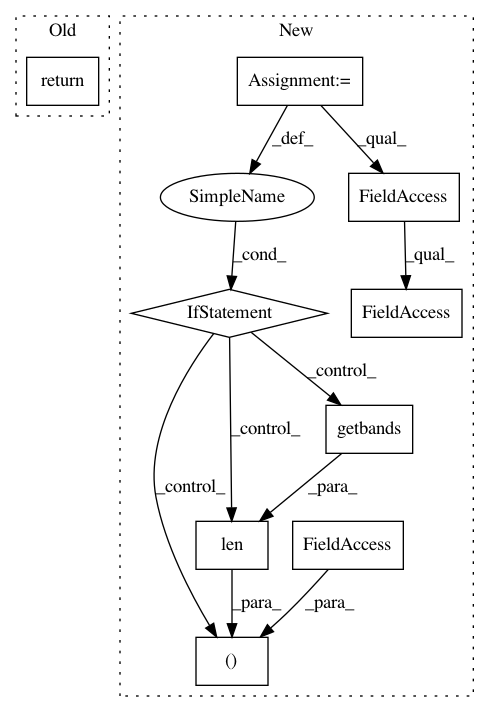 Old
New
return
Assignment:=
_def_
_qual_
SimpleName
FieldAccess
_cond_
_qual_
IfStatement
FieldAccess
_control_
_control_
_control_
getbands
_para_
len
FieldAccess
_para_
_para_
()